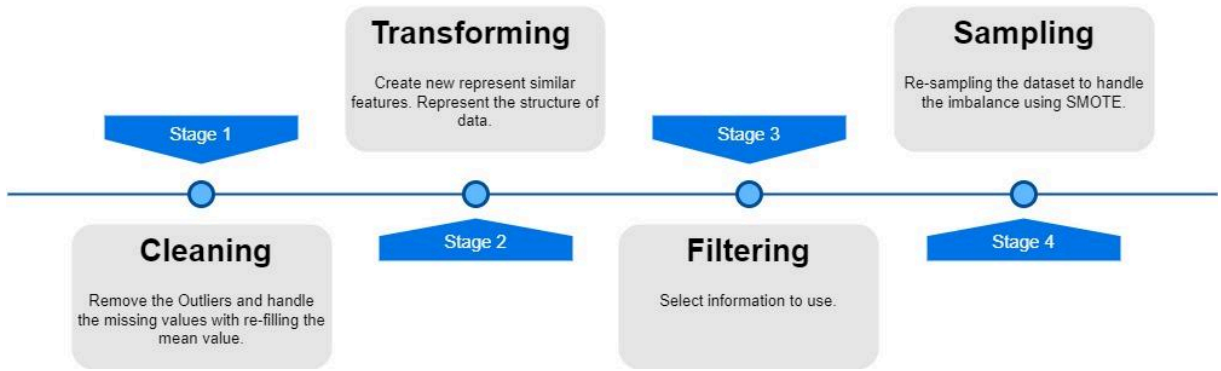 Transforming
Create new represent similar
features. Represent the structure of
data.
Sampling
Re-sampling the dataset to handle
the imbalance using SMOTE.
Stage 1
Stage 3
Stage 2
Stage 4
Cleaning
Remove the Outliers and handle
the missing values with re-filling the
mean value.
Filtering
Select information to use.